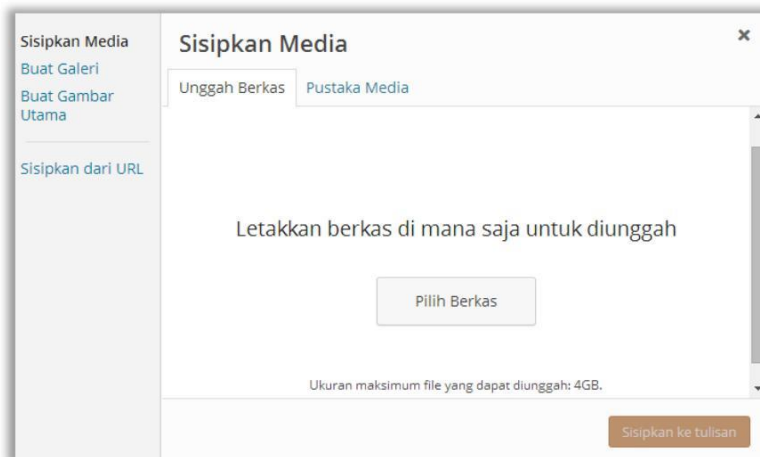 Sisipkan Media
Buat Galeri
Buat Gambar
Utama
Sisipkan dari URL
Sisipkan Media
Unggah Berkas
Pustaka Media
Letakkan berkas di mana saja untuk diunggah
Pilih Berkas
Ukuran maksimum file yang dapat diunggah: 4GB.
Sisipkan ke tulisan